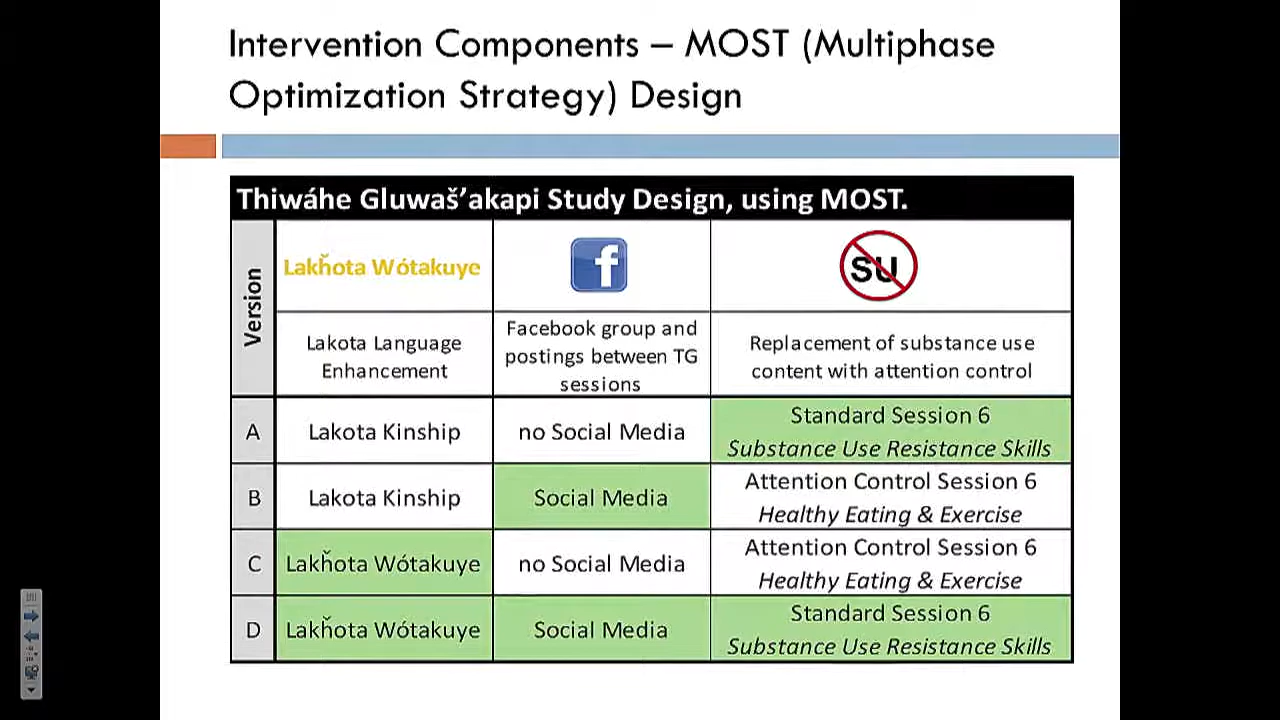 Intervention Components – MOST (Multiphase
Optimization Strategy) Design
Thiwáhe Gluwaš’akapi Study Design, using MOST.
Version
Lakȟota Wótakuye
f
SU
Lakota Language
Enhancement
Facebook group and
postings between TG
sessions
Replacement of substance use
content with attention control
A
Lakota Kinship
no Social Media
Standard Session 6
Substance Use Resistance Skills
B
Lakota Kinship
Social Media
Attention Control Session 6
Healthy Eating & Exercise
C
Lakȟota Wótakuye
no Social Media
Attention Control Session 6
Healthy Eating & Exercise
D
Lakȟota Wótakuye
Social Media
Standard Session 6
Substance Use Resistance Skills